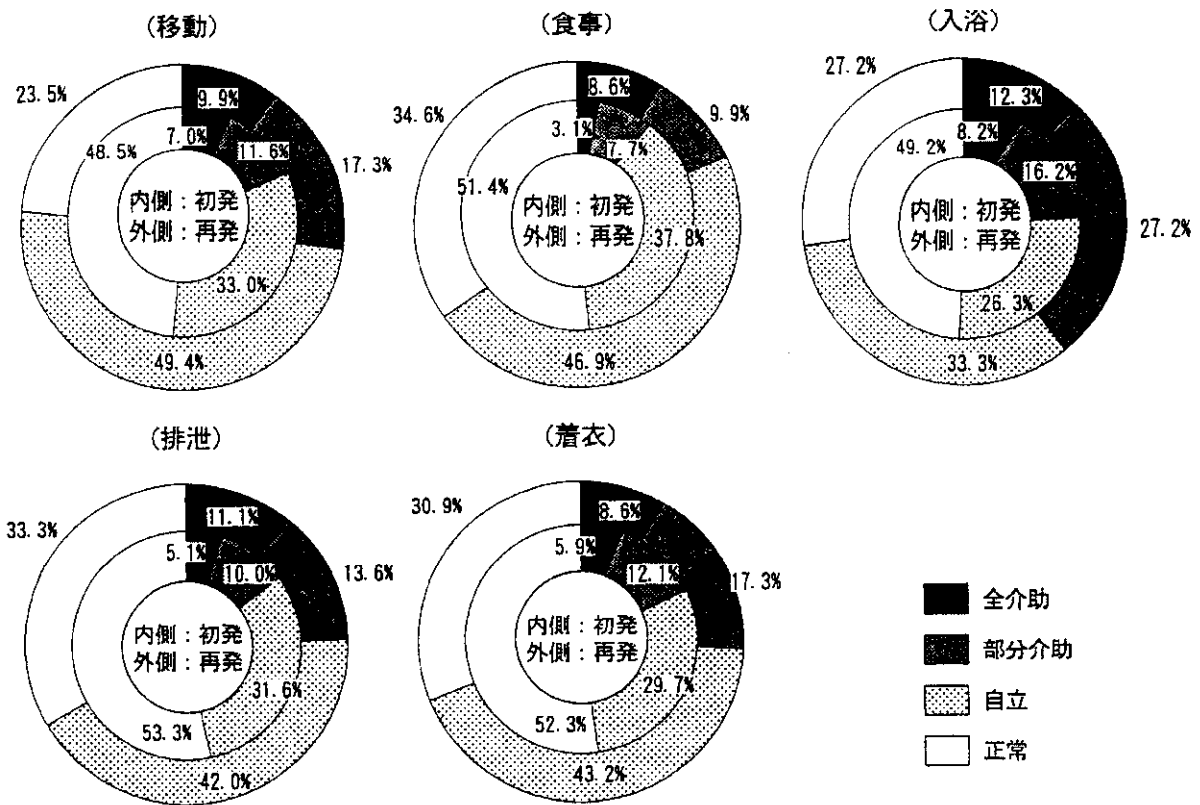 (移動)
23.5%
9.9%
7.0%
48.5%
11.6%
17.3%
内側：初発
外側：再発
33.0%
49.4%
(食事)
34.6%
8.6%
9.9%
3.1%
7.7%
51.4%
内側：初発
外側：再発
37.8%
46.9%
(入浴)
27.2%
12.3%
8.2%
49.2%
16.2%
内側：初発
外側：再発
27.2%
26.3%
33.3%
(排泄)
33.3%
11.1%
5.1%
10.0%
13.6%
内側：初発
外側：再発
31.6%
53.3%
42.0%
(着衣)
30.9%
8.6%
5.9%
12.1%
17.3%
内側：初発
外側：再発
29.7%
52.3%
43.2%
全介助
部分介助
自立
正常